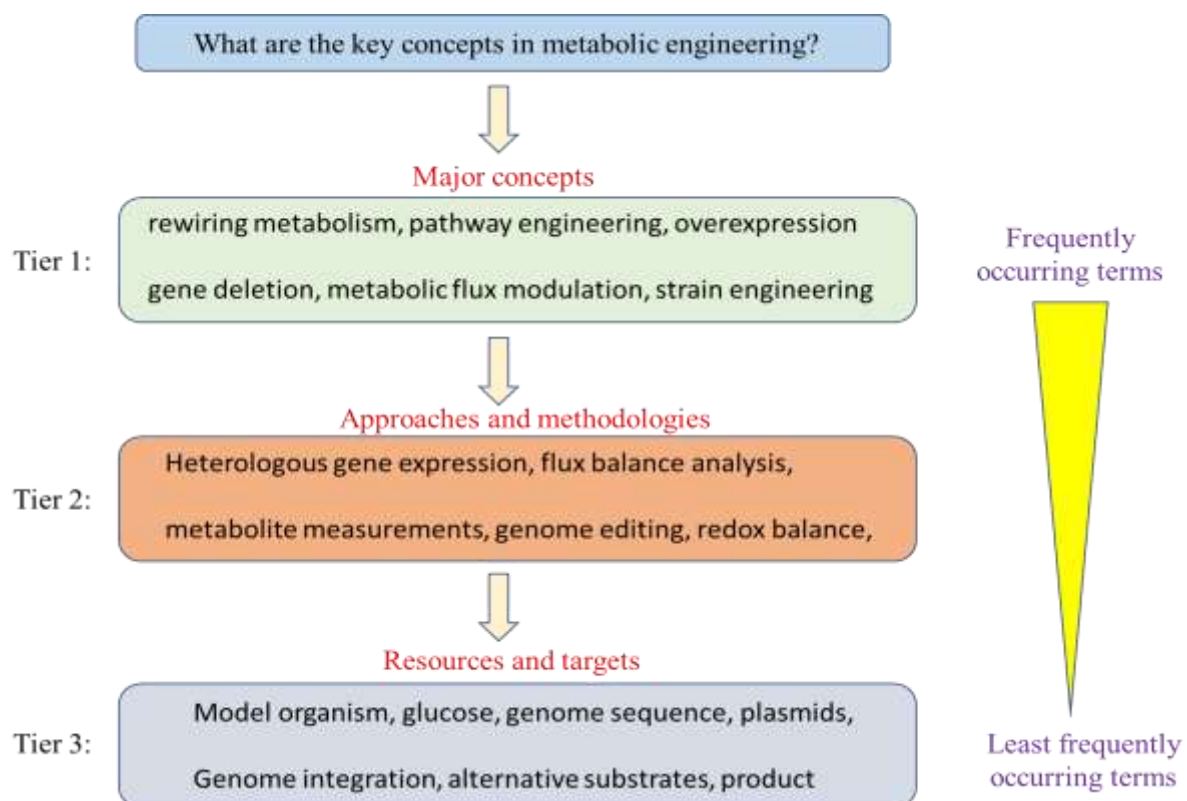 What are the key concepts in metabolic engineering?
Major concepts
Tier 1:
rewiring metabolism, pathway engineering, overexpression
gene deletion, metabolic flux modulation, strain engineering
Frequently
occurring terms
Approaches and methodologies
Tier 2:
Heterologous gene expression, flux balance analysis,
metabolite measurements, genome editing, redox balance,
Resources and targets
Tier 3:
Model organism, glucose, genome sequence, plasmids,
Genome integration, alternative substrates, product
Least frequently
occurring terms